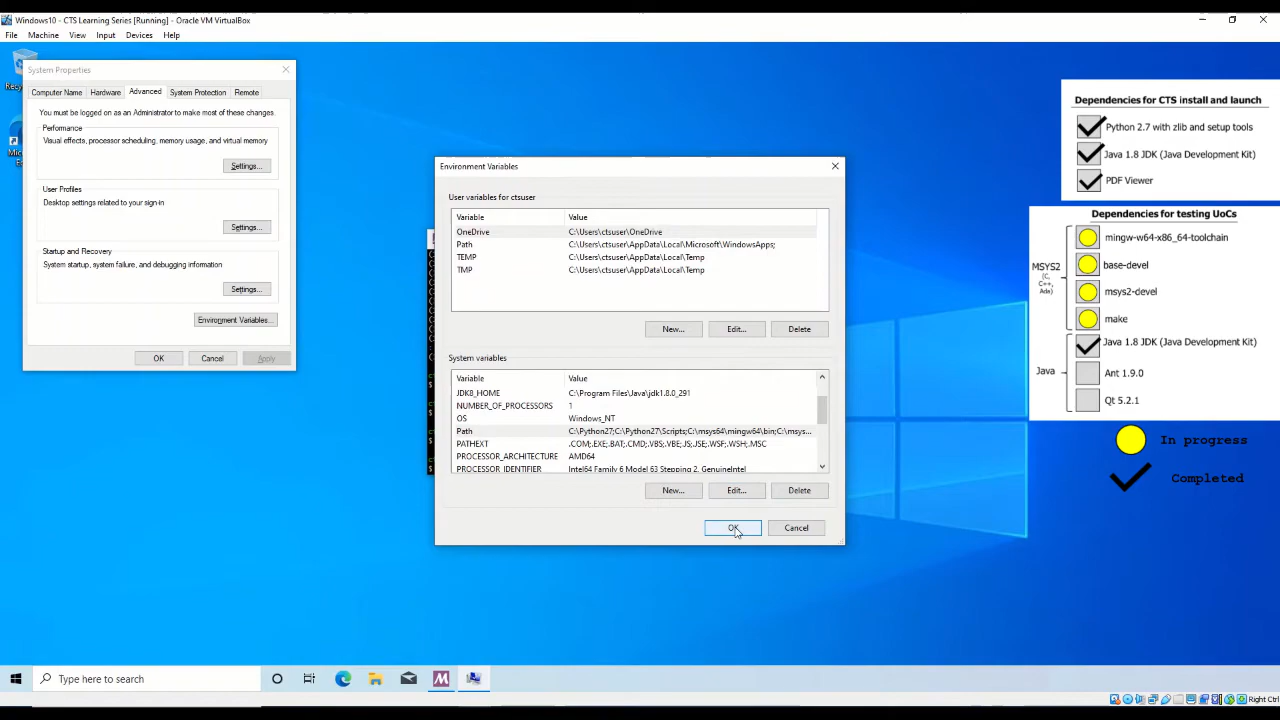 Windows10 - CTS Learning Series [Running] - Oracle VM VirtualBox
File Machine View Input Devices Help
System Properties
Computer Name Hardware Advanced System Protection Remote
You must be logged on as an Administrator to make most of these changes.
Performance
Visual effects, processor scheduling, memory usage, and virtual memory
Settings...
User Profiles
Desktop settings related to your sign-in
Settings...
Startup and Recovery
System startup, system failure, and debugging information
Settings...
Environment Variables...
OK Cancel Apply
Environment Variables
User variables for ctsuser
Variable Value
OneDrive C:\Users\ctsuser\OneDrive
Path C:\Users\ctsuser\AppData\Local\Microsoft\WindowsApps;
TEMP C:\Users\ctsuser\AppData\Local\Temp
TMP C:\Users\ctsuser\AppData\Local\Temp
New... Edit... Delete
System variables
Variable Value
JDK8_HOME C:\Program Files\Java\jdk1.8.0_291
NUMBER_OF_PROCESSORS 1
OS Windows_NT
Path C:\Python27;C:\Python27\Scripts;C:\msys64\mingw64\bin;C:\msys...
PATHEXT .COM;.EXE;.BAT;.CMD;.VBS;.VBE;.JS;.JSE;.WSF;.WSH;.MSC
PROCESSOR_ARCHITECTURE AMD64
PROCESSOR_IDENTIFIER Intel64 Family 6 Model 63 Stepping 2, GenuineIntel
New... Edit... Delete
OK Cancel
Dependencies for CTS install and launch
Python 2.7 with zlib and setup tools
Java 1.8 JDK (Java Development Kit)
PDF Viewer
Dependencies for testing UoCs
MSYS2
(C,
C++,
Ada)
mingw-w64-x86_64-toolchain
base-devel
msys2-devel
make
Java
Java 1.8 JDK (Java Development Kit)
Ant 1.9.0
Qt 5.2.1
In progress
Completed
Type here to search
Right Ctrl